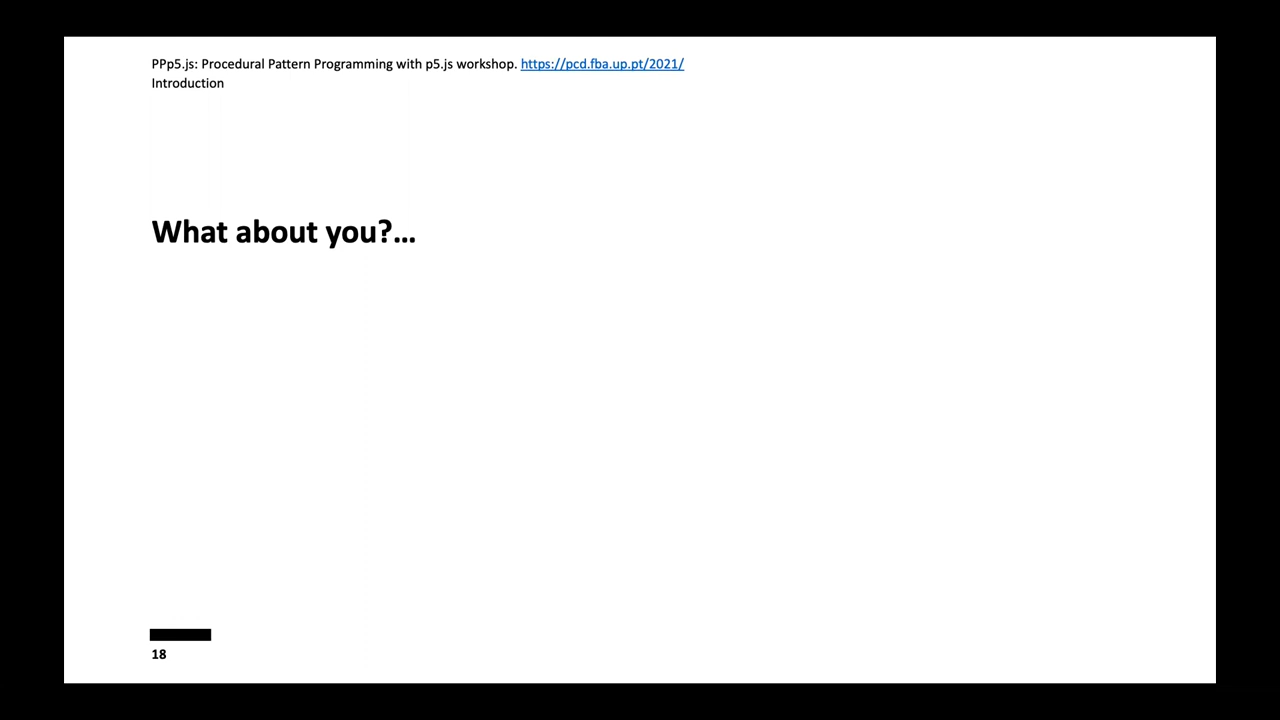 PPp5.js: Procedural Pattern Programming with p5.js workshop. https://pcd.fba.up.pt/2021/
Introduction
What about you?...
18